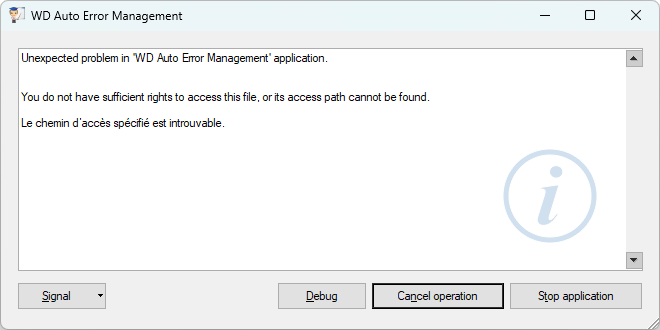 WD Auto Error Management
Unexpected problem in 'WD Auto Error Management' application.
You do not have sufficient rights to access this file, or its access path cannot be found.
Le chemin d'accès spécifié est introuvable.
Signal
Debug
Cancel operation
Stop application